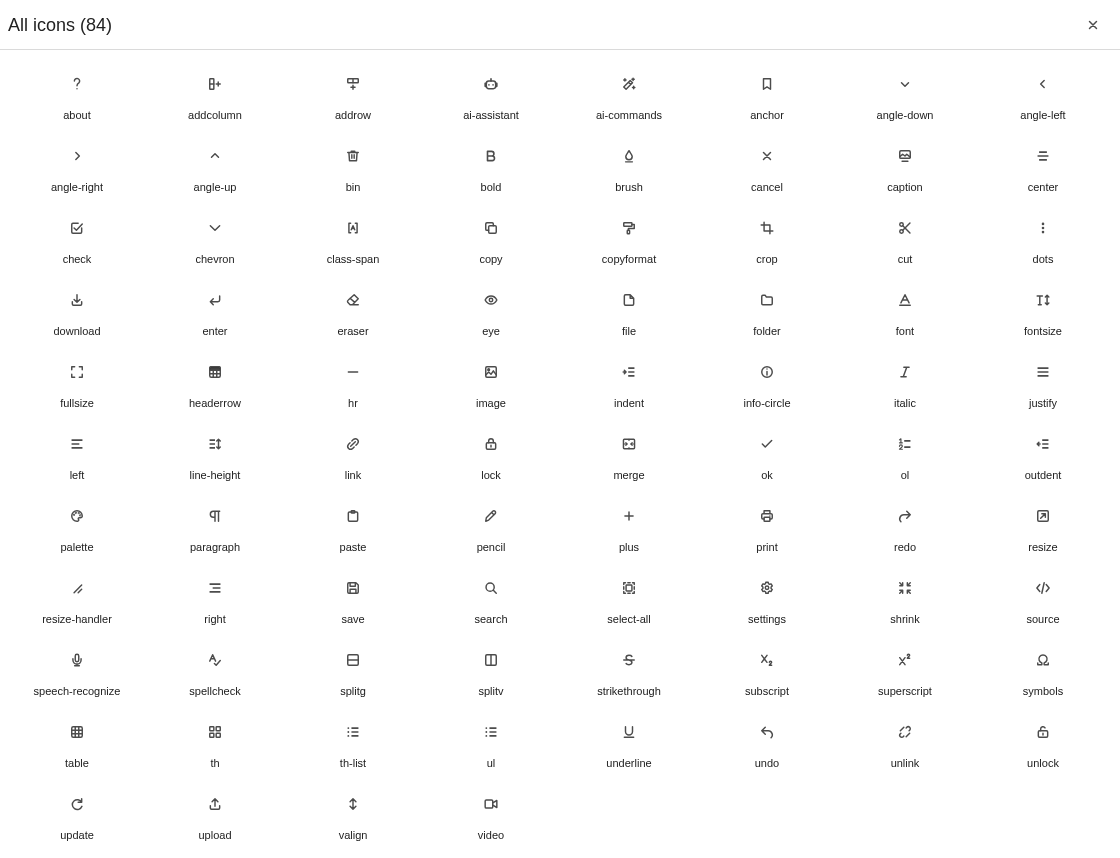 All icons (84)
about addcolumn addrow ai-assistant ai-commands anchor angle-down angle-left
angle-right angle-up bin bold brush cancel caption center
check chevron class-span copy copyformat crop cut dots
download enter eraser eye file folder font fontsize
fullsize headerrow hr image indent info-circle italic justify
left line-height link lock merge ok ol outdent
palette paragraph paste pencil plus print redo resize
resize-handler right save search select-all settings shrink source
speech-recognize spellcheck splitg splitv strikethrough subscript superscript symbols
table th th-list ul underline undo unlink unlock
update upload valign video